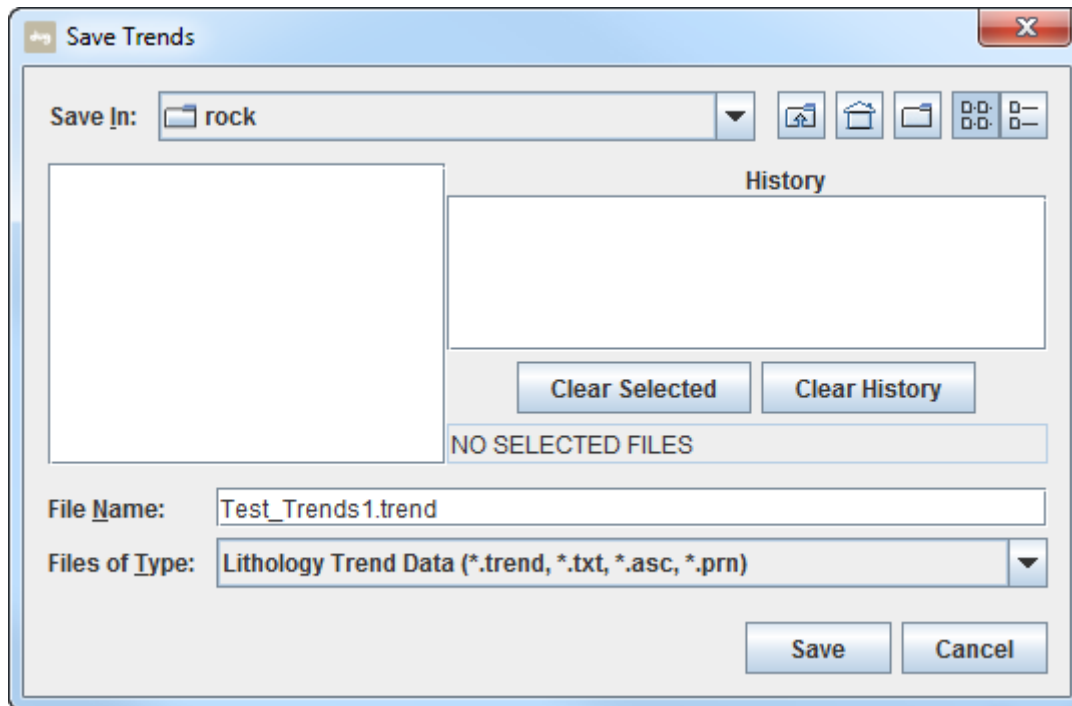 Save Trends
Save In: rock
History
Clear Selected Clear History
NO SELECTED FILES
File Name: Test_Trends1.trend
Files of Type: Lithology Trend Data (*.trend, *.txt, *.asc, *.prn)
Save Cancel